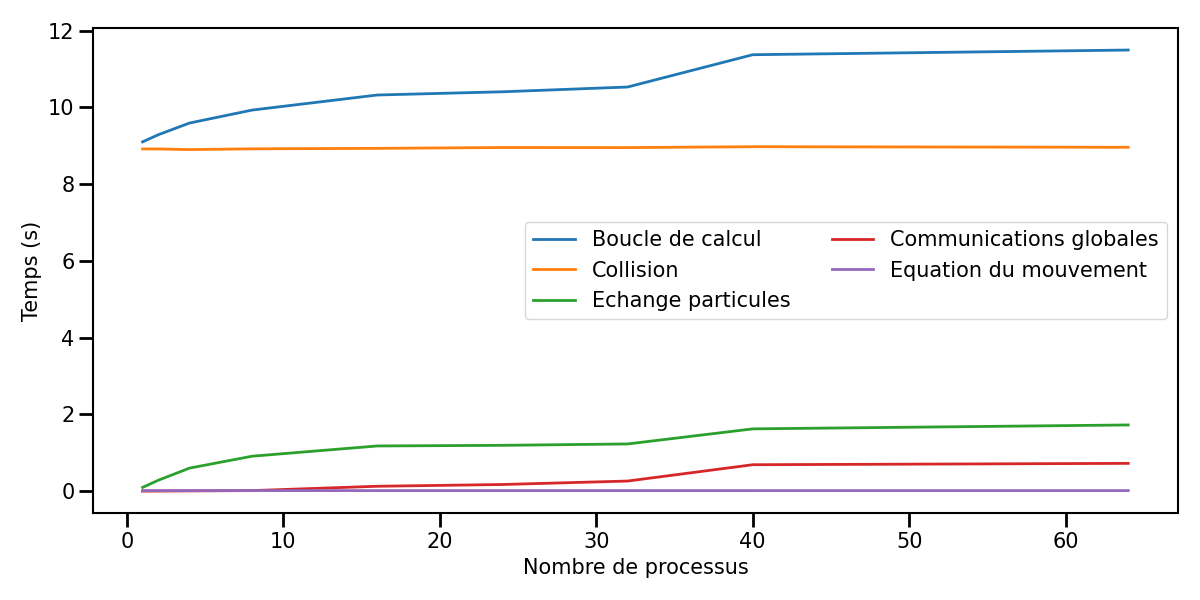 12
10
8
6
4
2
0
Temps (s)
Boucle de calcul
Collision
Echange particules
Communications globales
Equation du mouvement
0 10 20 30 40 50 60
Nombre de processus